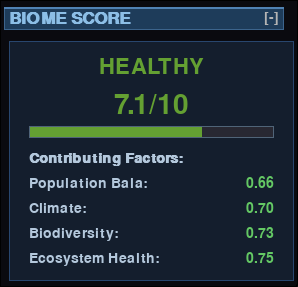 BIOME SCORE [-]
HEALTHY
7.1/10
Contributing Factors:
Population Bala: 0.66
Climate: 0.70
Biodiversity: 0.73
Ecosystem Health: 0.75